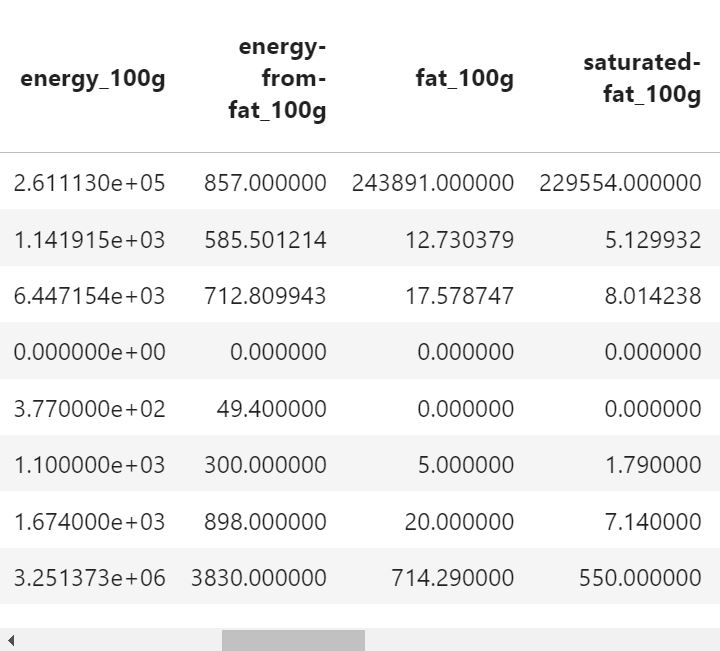 energy_100g energy-from-fat_100g fat_100g saturated-fat_100g
2.611130e+05 857.000000 243891.000000 229554.000000
1.141915e+03 585.501214 12.730379 5.129932
6.447154e+03 712.809943 17.578747 8.014238
0.000000e+00 0.000000 0.000000 0.000000
3.770000e+02 49.400000 0.000000 0.000000
1.100000e+03 300.000000 5.000000 1.790000
1.674000e+03 898.000000 20.000000 7.140000
3.251373e+06 3830.000000 714.290000 550.000000